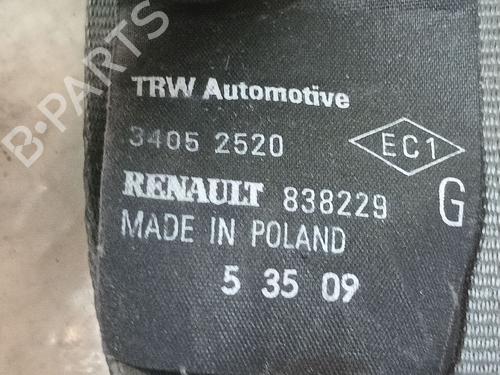 B-PARTS
TRW Automotive
3405 2520
EC1
RENAULT 838229
G
MADE IN POLAND
5 35 09